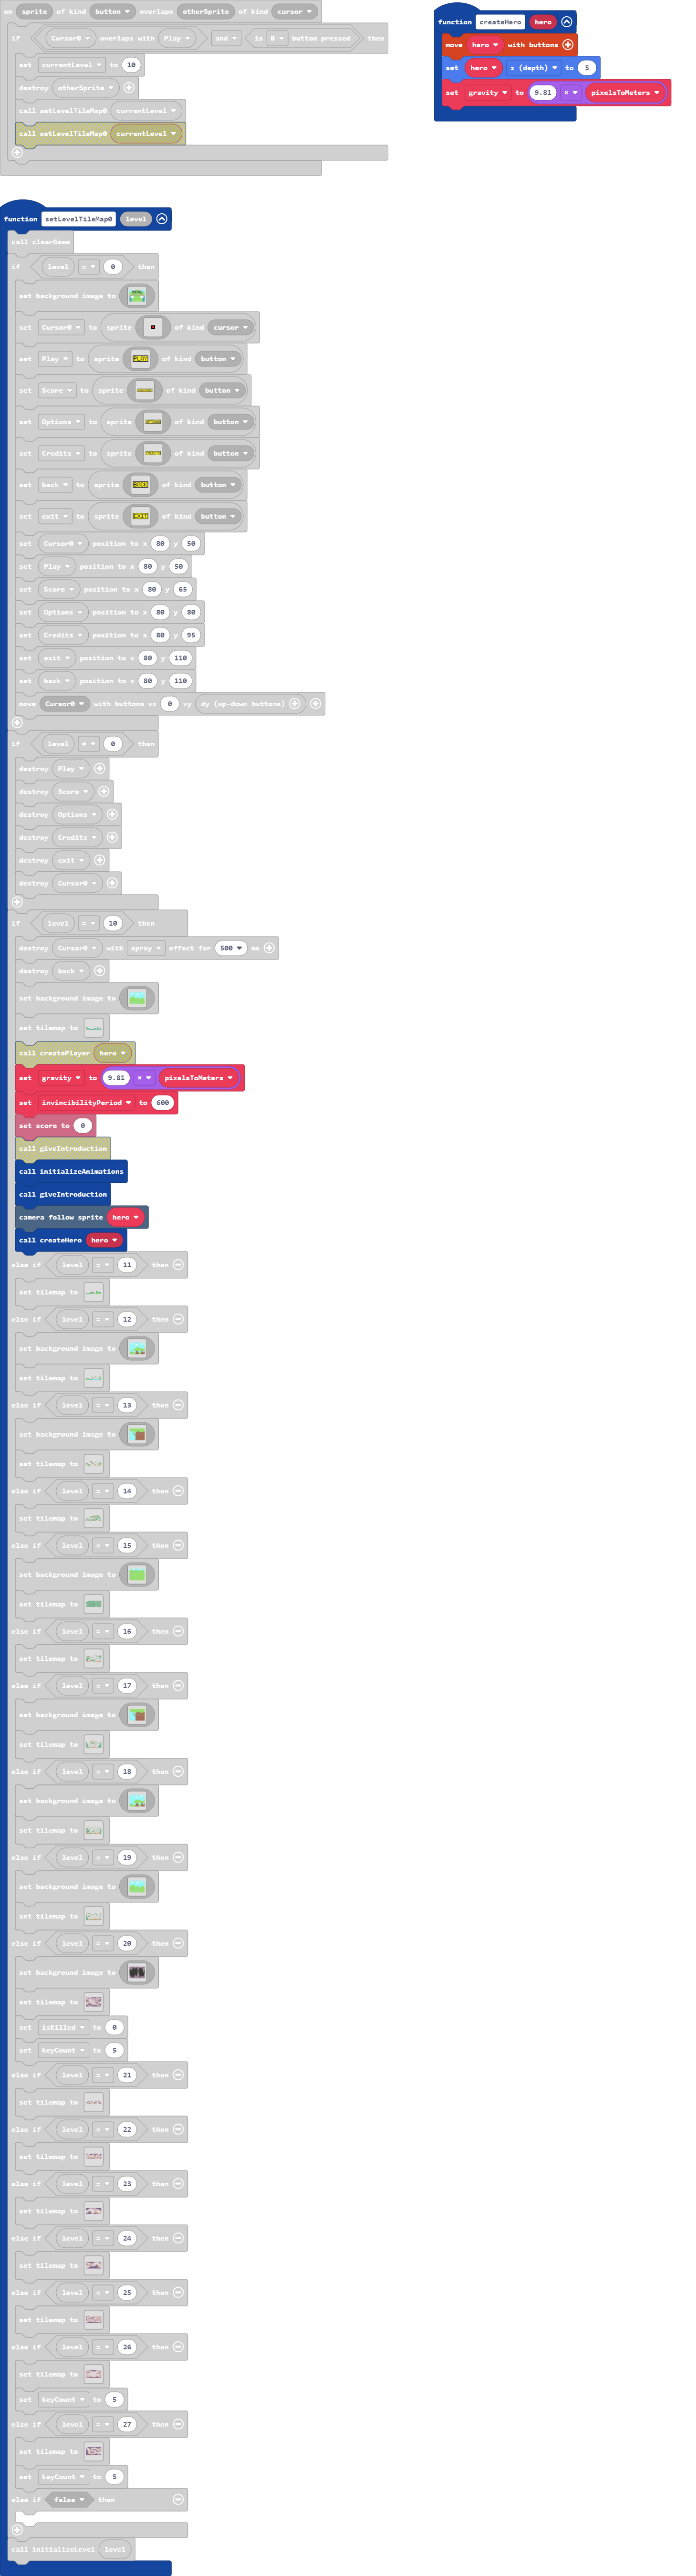 on sprite of kind button overlaps otherSprite of kind cursor
if Cursor0 overlaps with Play and is B button pressed then
set currentLevel to 10
destroy otherSprite
call setLevelTileMap0 currentLevel
call setLevelTileMap0 currentLevel
function createHero hero
move hero with buttons
set hero z (depth) to 5
set gravity to 9.81 × pixelsToMeters
function setLevelTileMap0 level
call clearGame
if level = 0 then
set background image to
set Cursor0 to sprite of kind cursor
set Play to sprite of kind button
set Score to sprite of kind button
set Options to sprite of kind button
set Credits to sprite of kind button
set back to sprite of kind button
set exit to sprite of kind button
set Cursor0 position to x 80 y 50
set Play position to x 80 y 50
set Score position to x 80 y 65
set Options position to x 80 y 80
set Credits position to x 80 y 95
set exit position to x 80 y 110
set back position to x 80 y 110
move Cursor0 with buttons vx 0 vy dy (up-down buttons)
if level ≠ 0 then
destroy Play
destroy Score
destroy Options
destroy Credits
destroy exit
destroy Cursor0
if level = 10 then
destroy Cursor0 with spray effect for 500 ms
destroy back
set background image to
set tilemap to
call createPlayer hero
set gravity to 9.81 × pixelsToMeters
set invincibilityPeriod to 600
set score to 0
call giveIntroduction
call initializeAnimations
call giveIntroduction
camera follow sprite hero
call createHero hero
else if level = 11 then
set tilemap to
else if level = 12 then
set background image to
set tilemap to
else if level = 13 then
set background image to
set tilemap to
else if level = 14 then
set tilemap to
else if level = 15 then
set background image to
set tilemap to
else if level = 16 then
set tilemap to
else if level = 17 then
set background image to
set tilemap to
else if level = 18 then
set background image to
set tilemap to
else if level = 19 then
set background image to
set tilemap to
else if level = 20 then
set background image to
set tilemap to
set isKilled to 0
set keyCount to 5
else if level = 21 then
set tilemap to
else if level = 22 then
set tilemap to
else if level = 23 then
set tilemap to
else if level = 24 then
set tilemap to
else if level = 25 then
set tilemap to
else if level = 26 then
set tilemap to
set keyCount to 5
else if level = 27 then
set tilemap to
set keyCount to 5
else if false then
call initializeLevel level